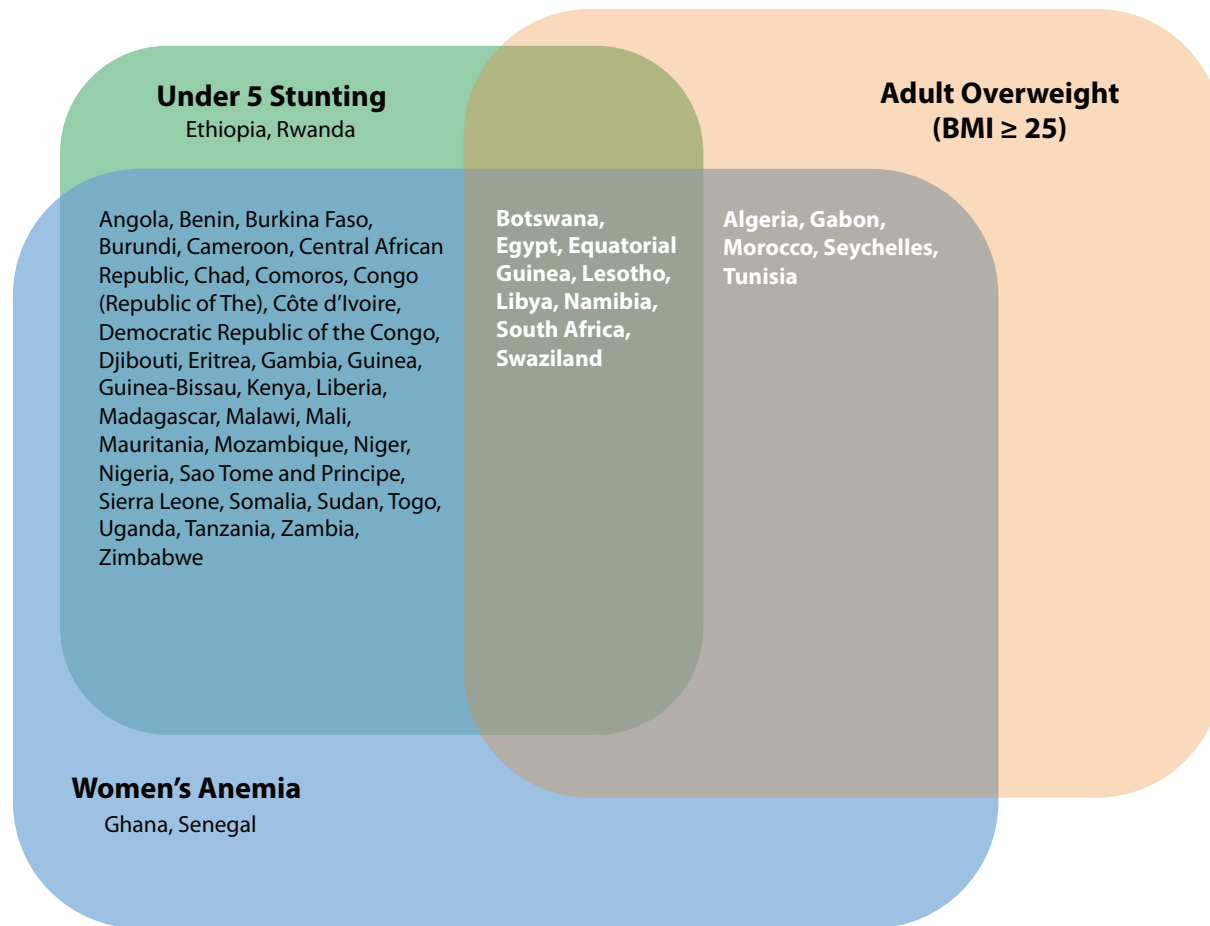 Under 5 Stunting
Ethiopia, Rwanda
Adult Overweight
(BMI ≥ 25)
Angola, Benin, Burkina Faso,
Burundi, Cameroon, Central African
Republic, Chad, Comoros, Congo
(Republic of The), Côte d’Ivoire,
Democratic Republic of the Congo,
Djibouti, Eritrea, Gambia, Guinea,
Guinea-Bissau, Kenya, Liberia,
Madagascar, Malawi, Mali,
Mauritania, Mozambique, Niger,
Nigeria, Sao Tome and Principe,
Sierra Leone, Somalia, Sudan, Togo,
Uganda, Tanzania, Zambia,
Zimbabwe
Botswana,
Egypt, Equatorial
Guinea, Lesotho,
Libya, Namibia,
South Africa,
Swaziland
Algeria, Gabon,
Morocco, Seychelles,
Tunisia
Women’s Anemia
Ghana, Senegal